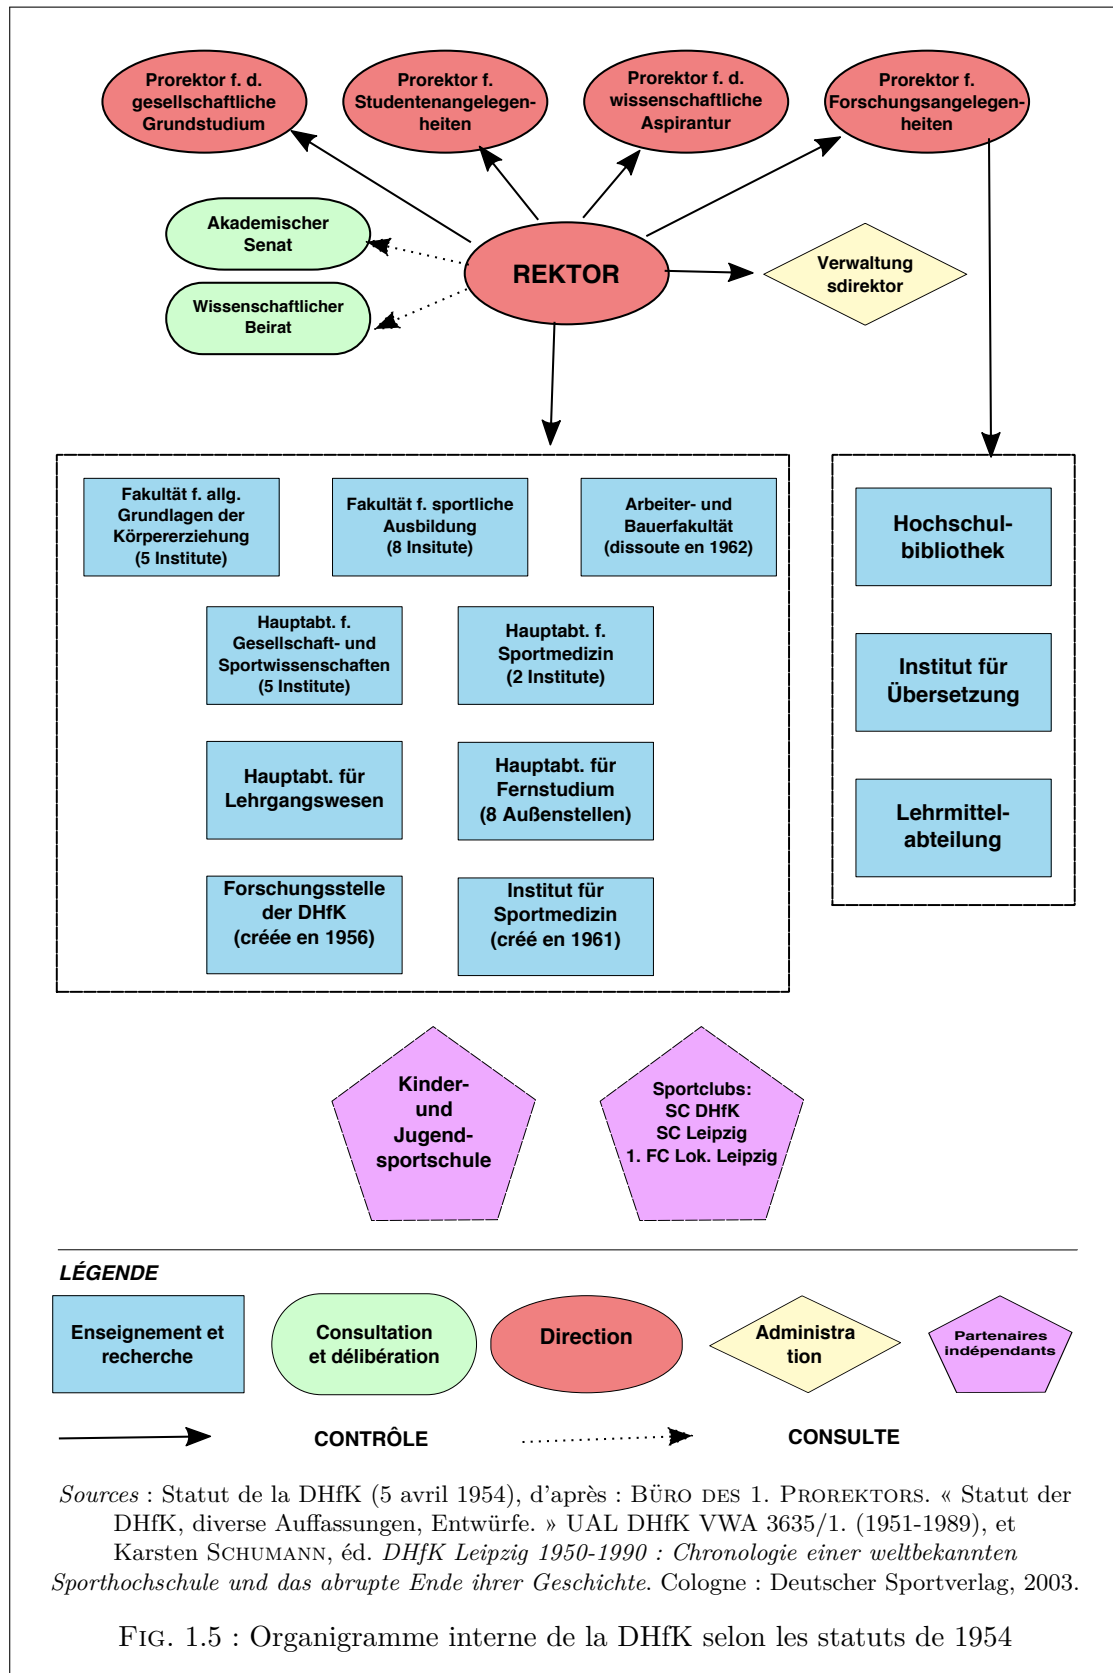 Prorektor f. d.
gesellschaftliche
Grundstudium
Prorektor f.
Studentenangelegen-
heiten
Prorektor f. d.
wissenschaftliche
Aspirantur
Prorektor f.
Forschungsangelegen-
heiten
Akademischer
Senat
Wissenschaftlicher
Beirat
REKTOR
Verwaltung
sdirektor
Fakultät f. allg.
Grundlagen der
Körpererziehung
(5 Institute)
Fakultät f. sportliche
Ausbildung
(8 Insitute)
Arbeiter- und
Bauerfakultät
(dissoute en 1962)
Hauptabt. f.
Gesellschaft- und
Sportwissenschaften
(5 Institute)
Hauptabt. f.
Sportmedizin
(2 Institute)
Hauptabt. für
Lehrgangswesen
Hauptabt. für
Fernstudium
(8 Außenstellen)
Forschungsstelle
der DHfK
(créée en 1956)
Institut für
Sportmedizin
(créé en 1961)
Hochschul-
bibliothek
Institut für
Übersetzung
Lehrmittel-
abteilung
Kinder-
und
Jugend-
sportschule
Sportclubs:
SC DHfK
SC Leipzig
1. FC Lok. Leipzig
LÉGENDE
Enseignement et
recherche
Consultation
et délibération
Direction
Administra
tion
Partenaires
indépendants
CONTRÔLE
CONSULTE
Sources : Statut de la DHfK (5 avril 1954), d'après : BÜRO DES 1. PROREKTORS. « Statut der
DHfK, diverse Auffassungen, Entwürfe. » UAL DHfK VWA 3635/1. (1951-1989), et
Karsten SCHUMANN, éd. DHfK Leipzig 1950-1990 : Chronologie einer weltbekannten
Sporthochschule und das abrupte Ende ihrer Geschichte. Cologne : Deutscher Sportverlag, 2003.
FIG. 1.5 : Organigramme interne de la DHfK selon les statuts de 1954